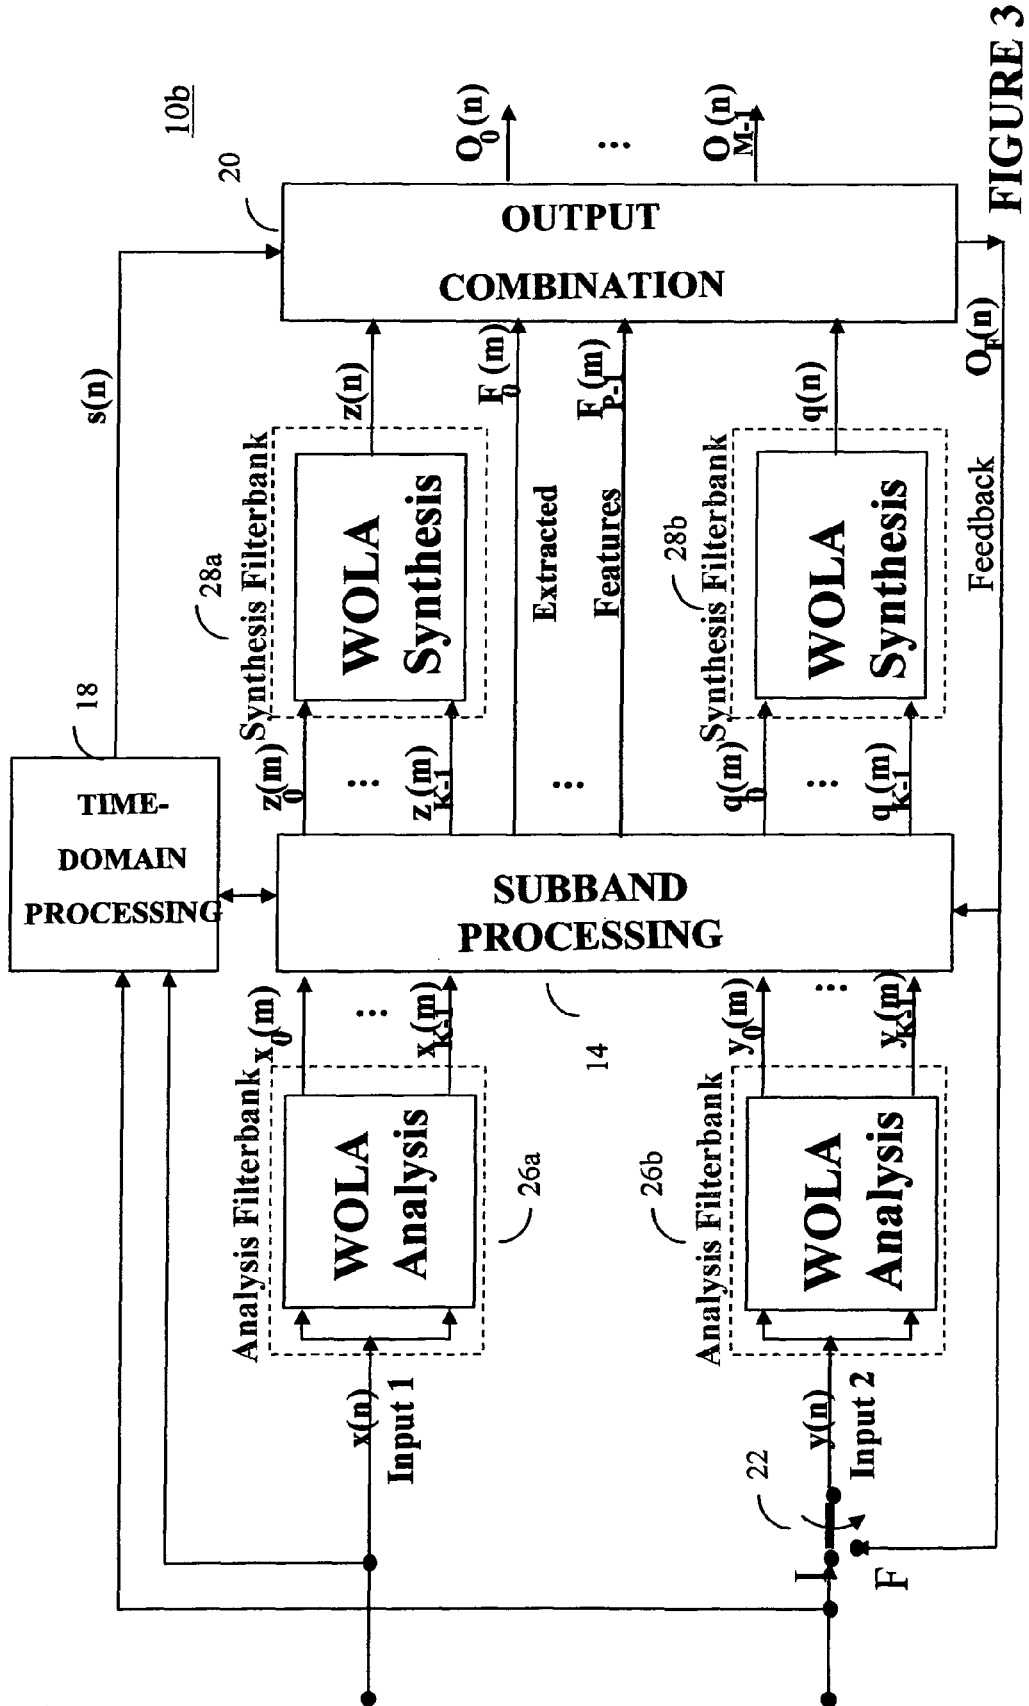 10b
18
TIME-
DOMAIN
PROCESSING
s(n)
20
Analysis Filterbank
WOLA
Analysis
26a
x(n)
Input 1
x0(m)
...
xK-1(m)
SUBBAND
PROCESSING
14
z0(m)
...
zK-1(m)
28a
Synthesis Filterbank
WOLA
Synthesis
z(n)
F0(m)
Extracted
...
Features
FP-1(m)
OUTPUT
COMBINATION
O0(n)
...
OM-1(n)
22
I
F
y(n)
Input 2
26b
Analysis Filterbank
WOLA
Analysis
y0(m)
...
yK-1(m)
q0(m)
...
qK-1(m)
28b
Synthesis Filterbank
WOLA
Synthesis
q(n)
Feedback
OF(n)
FIGURE 3